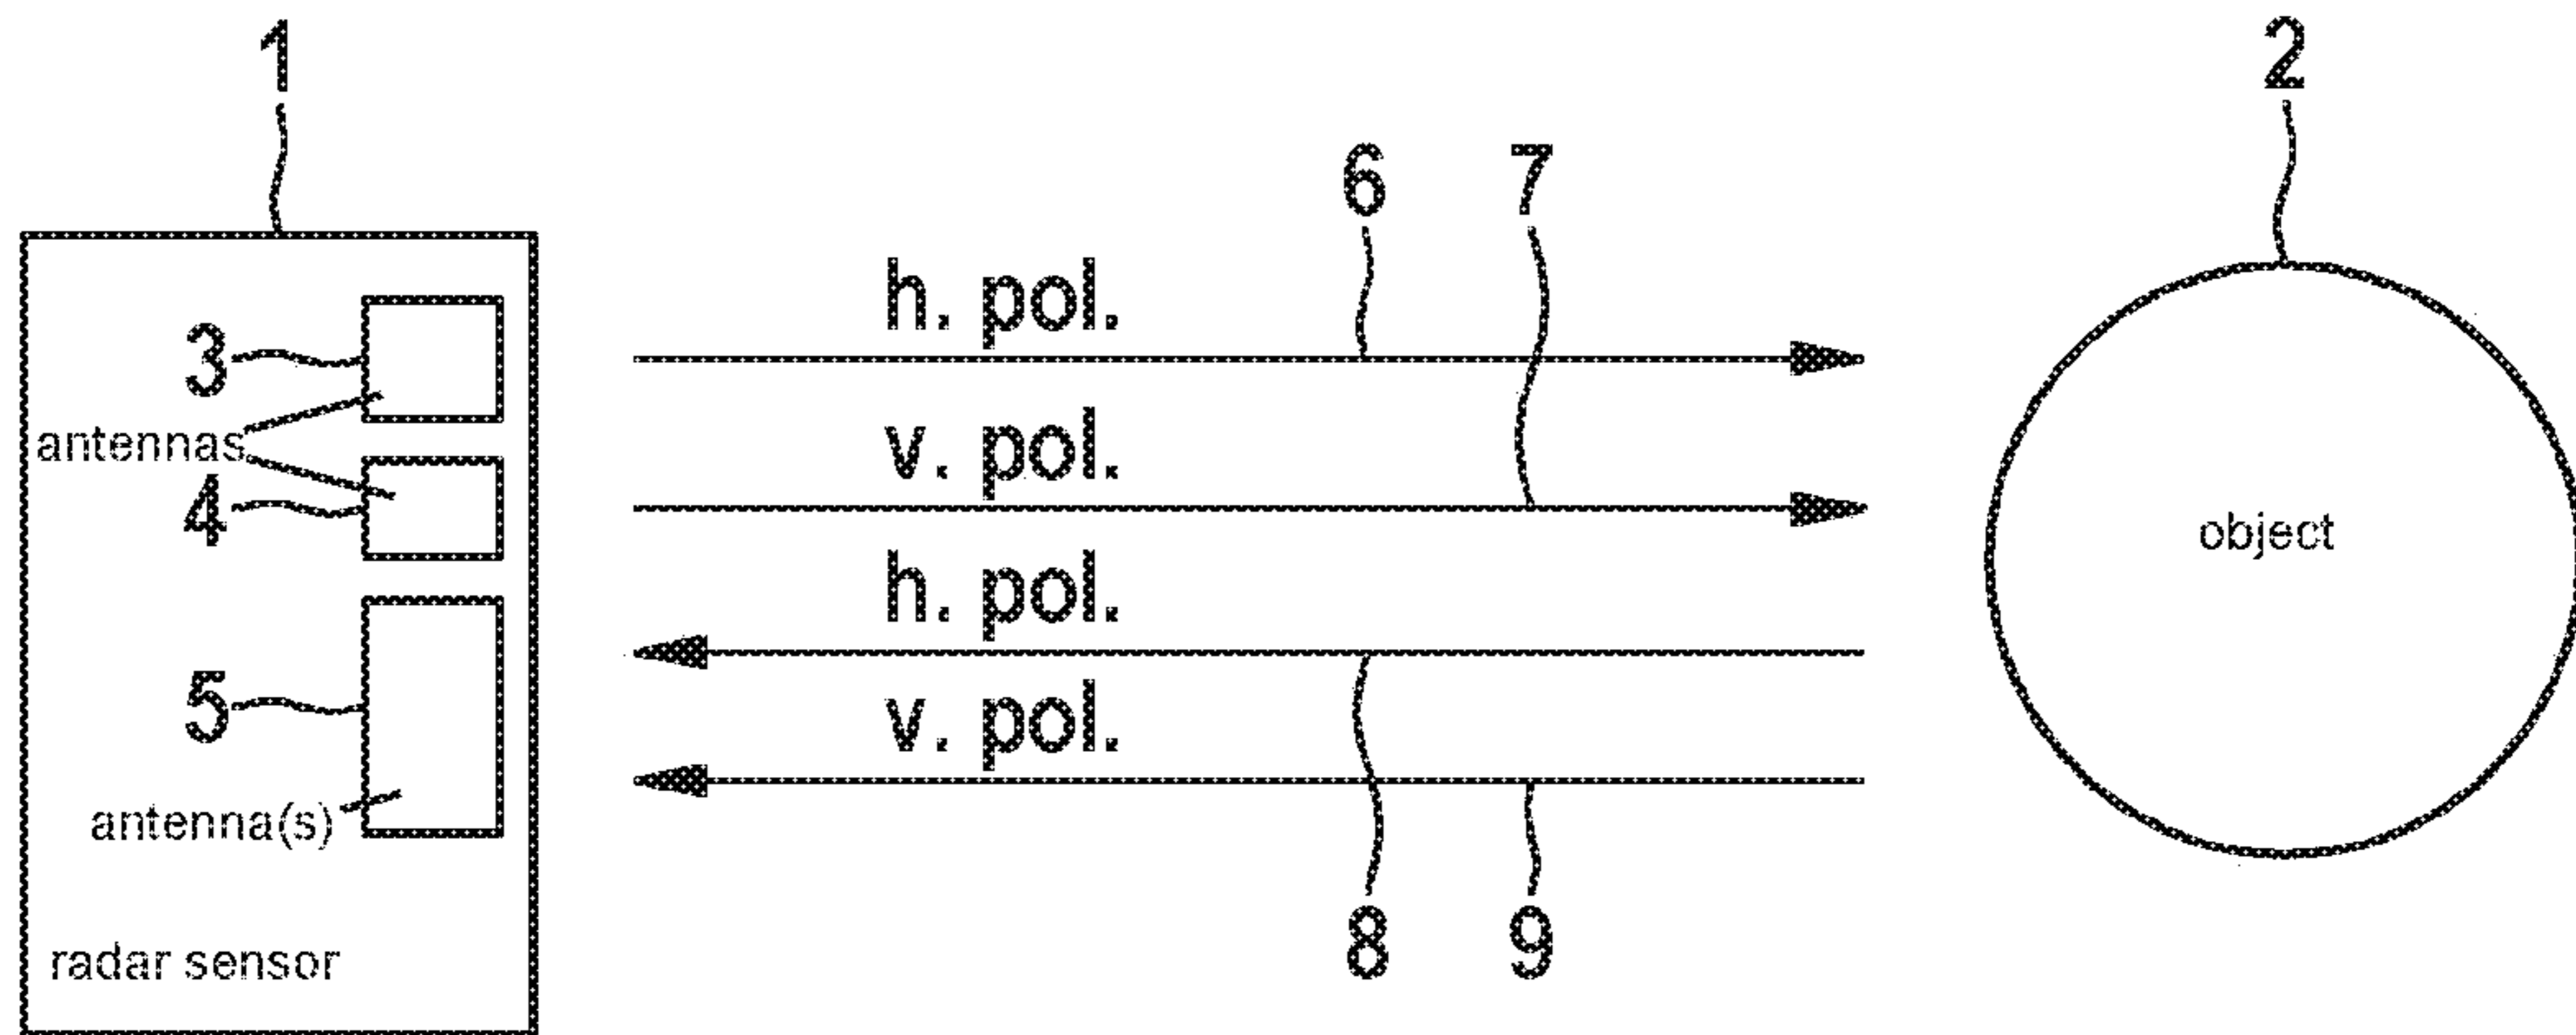 1
2
6
7
h. pol.
3
antennas
v. pol.
4
object
h. pol.
5
v. pol.
antenna(s)
8
9
radar sensor